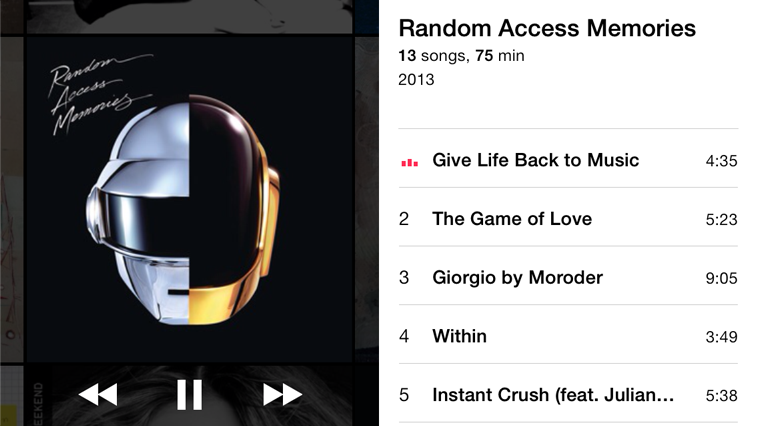 Random
Access
Memories
EEKEND
Random Access Memories
13 songs, 75 min
2013
Give Life Back to Music 4:35
2 The Game of Love 5:23
3 Giorgio by Moroder 9:05
4 Within 3:49
5 Instant Crush (feat. Julian... 5:38